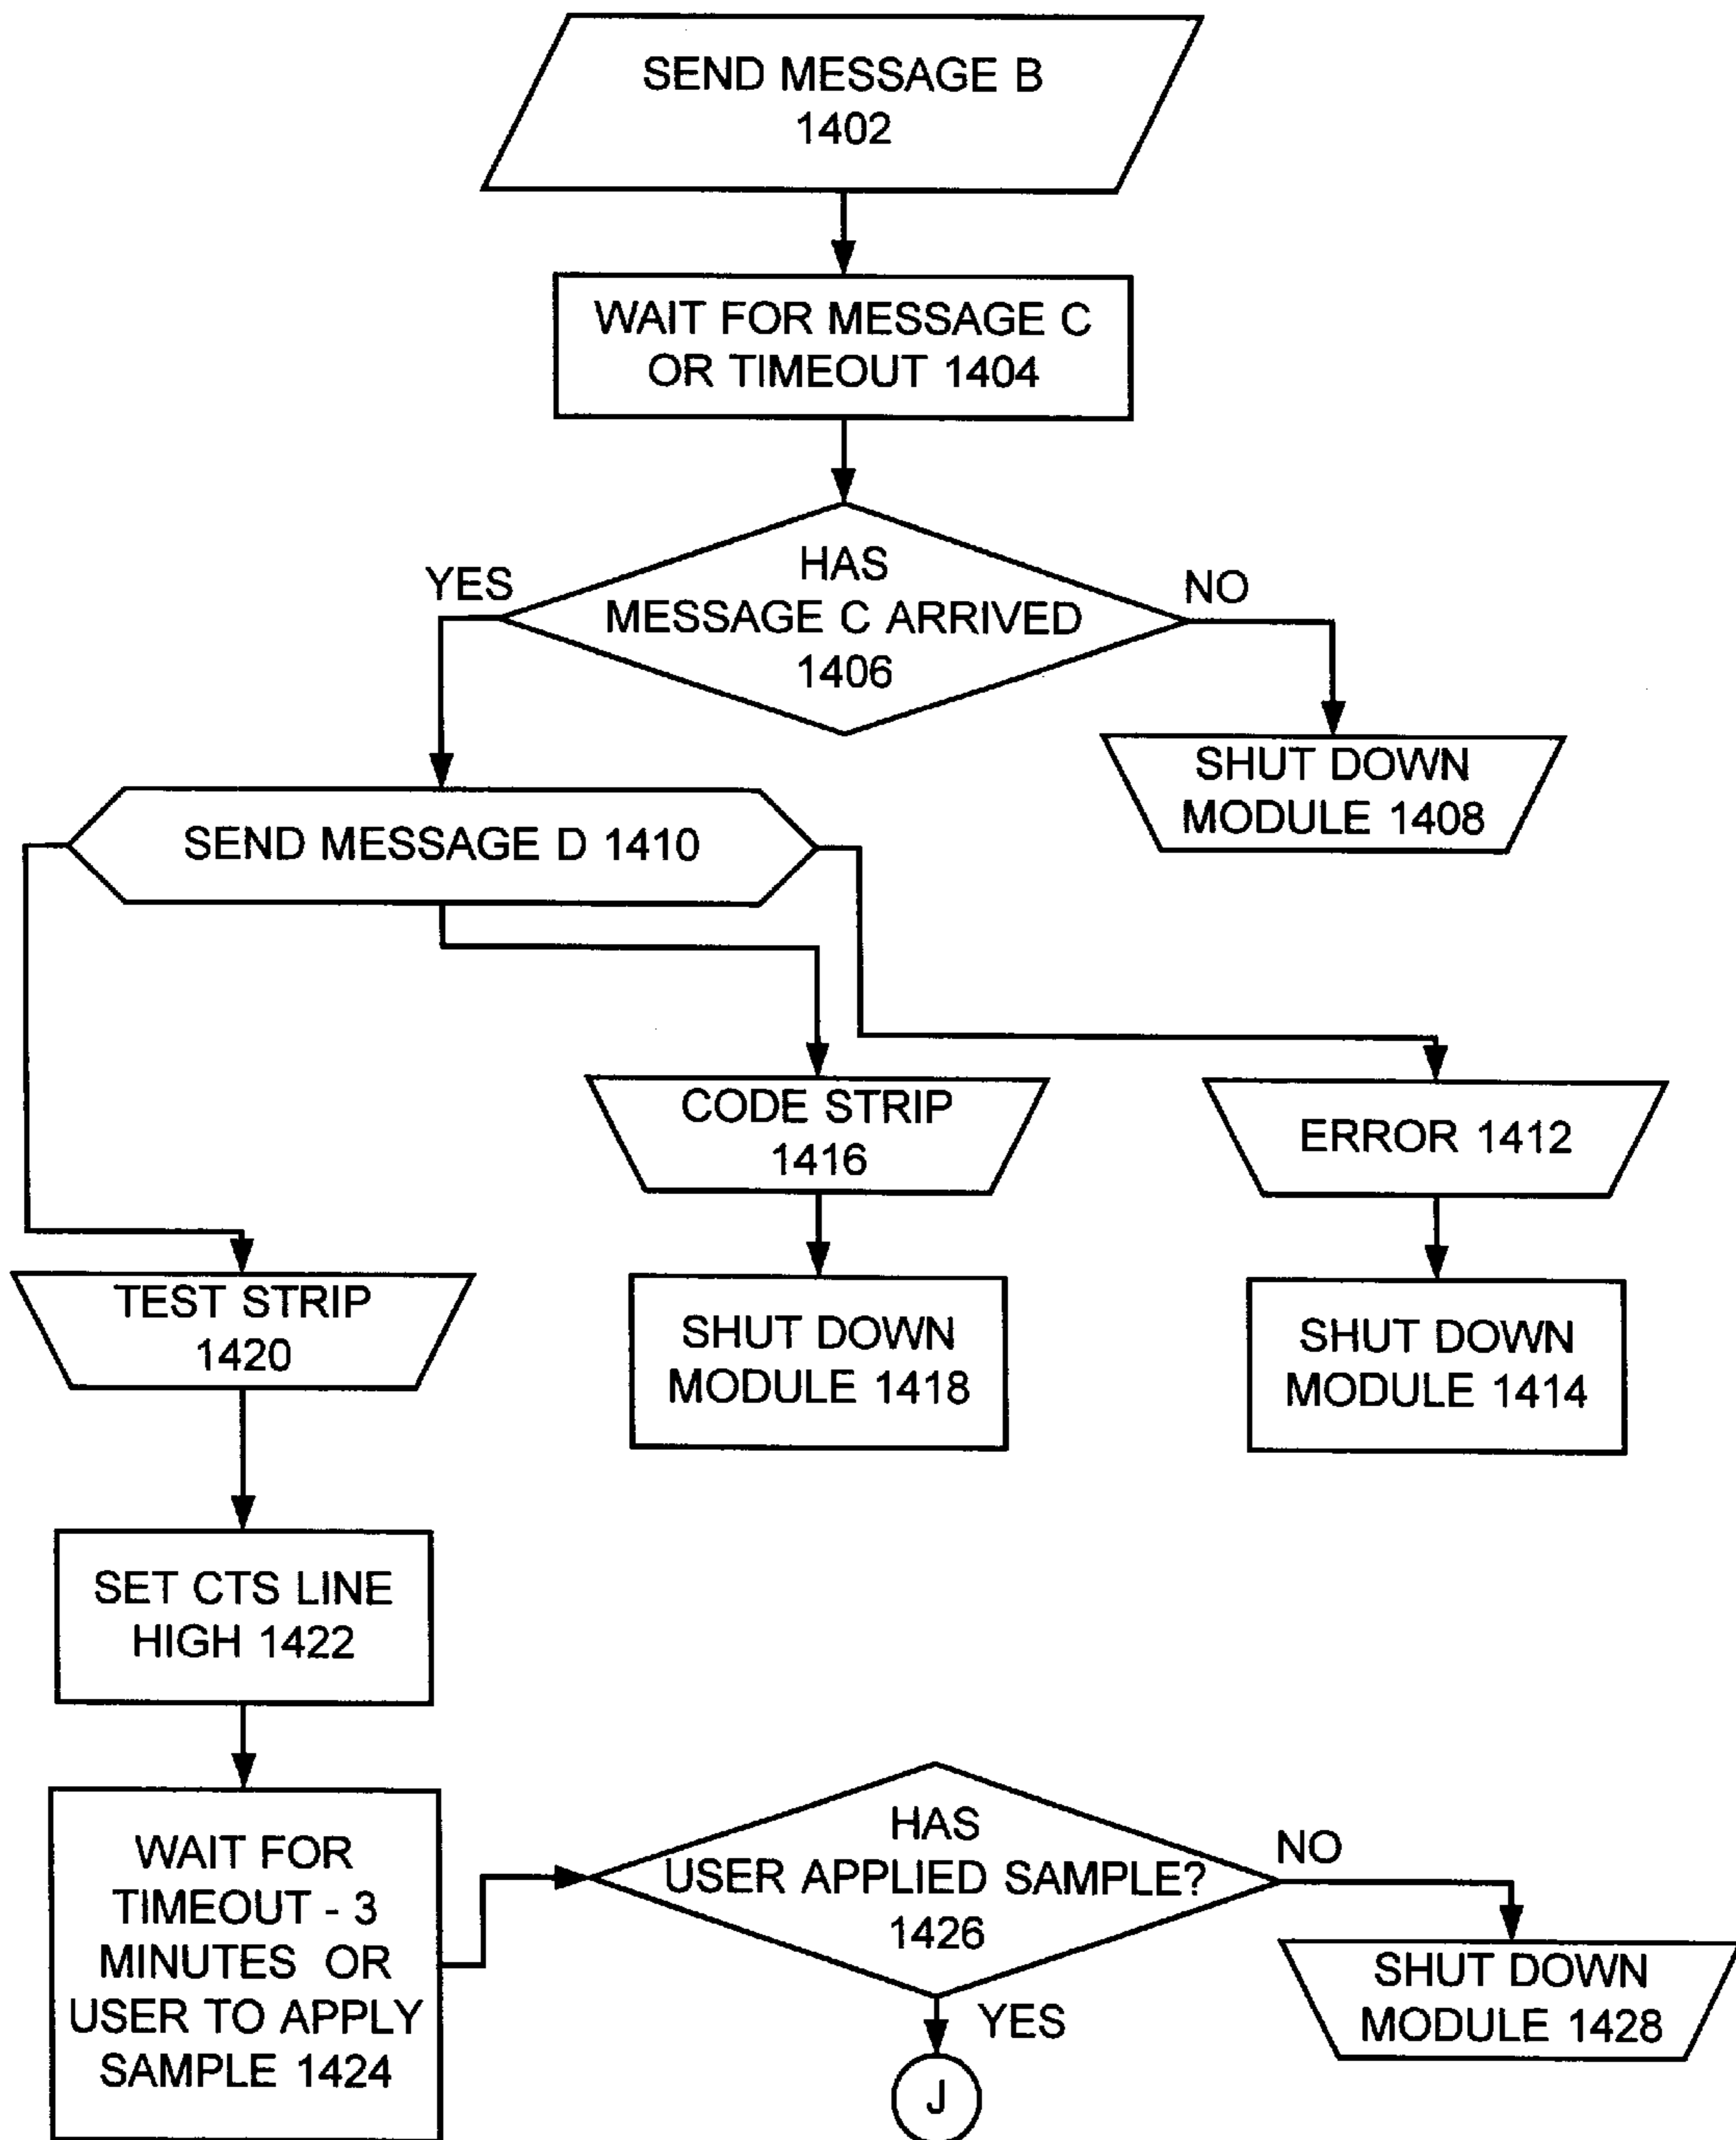 SEND MESSAGE B
1402
WAIT FOR MESSAGE C
OR TIMEOUT 1404
HAS
MESSAGE C ARRIVED
1406
YES
NO
SHUT DOWN
MODULE 1408
SEND MESSAGE D 1410
CODE STRIP
1416
ERROR 1412
SHUT DOWN
MODULE 1418
SHUT DOWN
MODULE 1414
TEST STRIP
1420
SET CTS LINE
HIGH 1422
WAIT FOR
TIMEOUT - 3
MINUTES OR
USER TO APPLY
SAMPLE 1424
HAS
USER APPLIED SAMPLE?
1426
NO
SHUT DOWN
MODULE 1428
YES
J